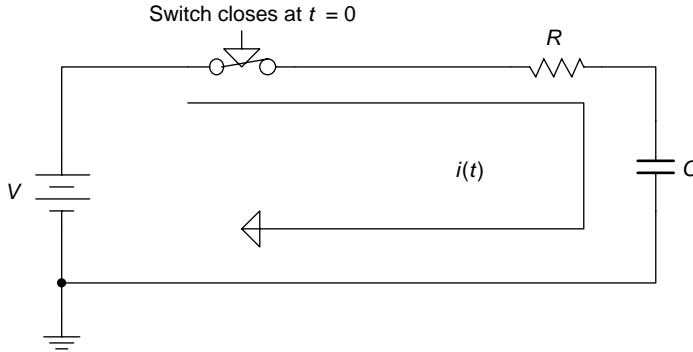 Switch closes at t = 0
R
i(t)
V
C